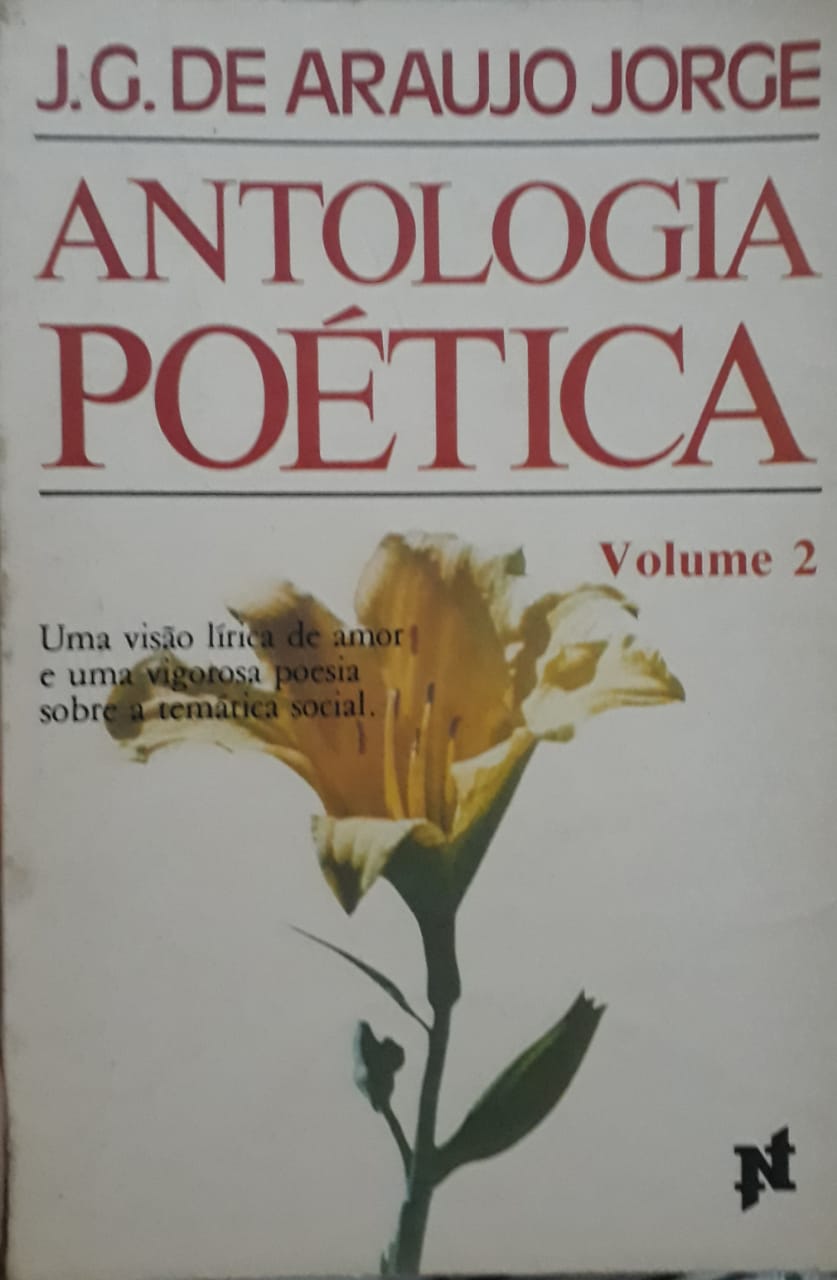 J.G. DE ARAUJO JORGE
ANTOLOGIA
POÉTICA
Volume 2
Uma visão lírica de amor
e uma vigorosa poesia
sobre a temática social.